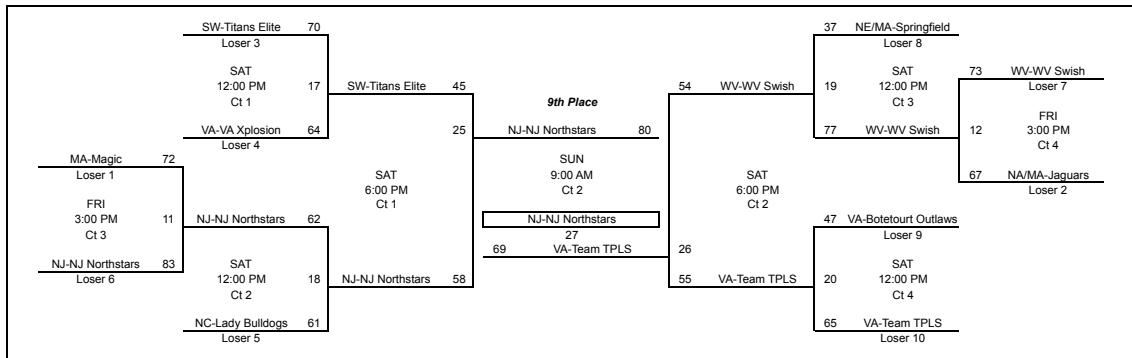 SW-Titans Elite 70
Loser 3
SAT
12:00 PM
Ct 1
17
VA-VA Xplosion 64
Loser 4
MA-Magic 72
Loser 1
FRI
3:00 PM
Ct 3
11
NJ-NJ Northstars 83
Loser 6
NJ-NJ Northstars 62
SAT
12:00 PM
Ct 2
18
NC-Lady Bulldogs 61
Loser 5
SW-Titans Elite 45
25
SAT
6:00 PM
Ct 1
NJ-NJ Northstars 58
9th Place
NJ-NJ Northstars 80
SUN
9:00 AM
Ct 2
NJ-NJ Northstars
27
69 VA-Team TPLS
54 WV-WV Swish
SAT
6:00 PM
Ct 2
26
55 VA-Team TPLS
37 NE/MA-Springfield
Loser 8
SAT
12:00 PM
Ct 3
19
77 WV-WV Swish
73 WV-WV Swish
Loser 7
FRI
3:00 PM
Ct 4
12
67 NA/MA-Jaguars
Loser 2
47 VA-Botetourt Outlaws
Loser 9
SAT
12:00 PM
Ct 4
20
65 VA-Team TPLS
Loser 10